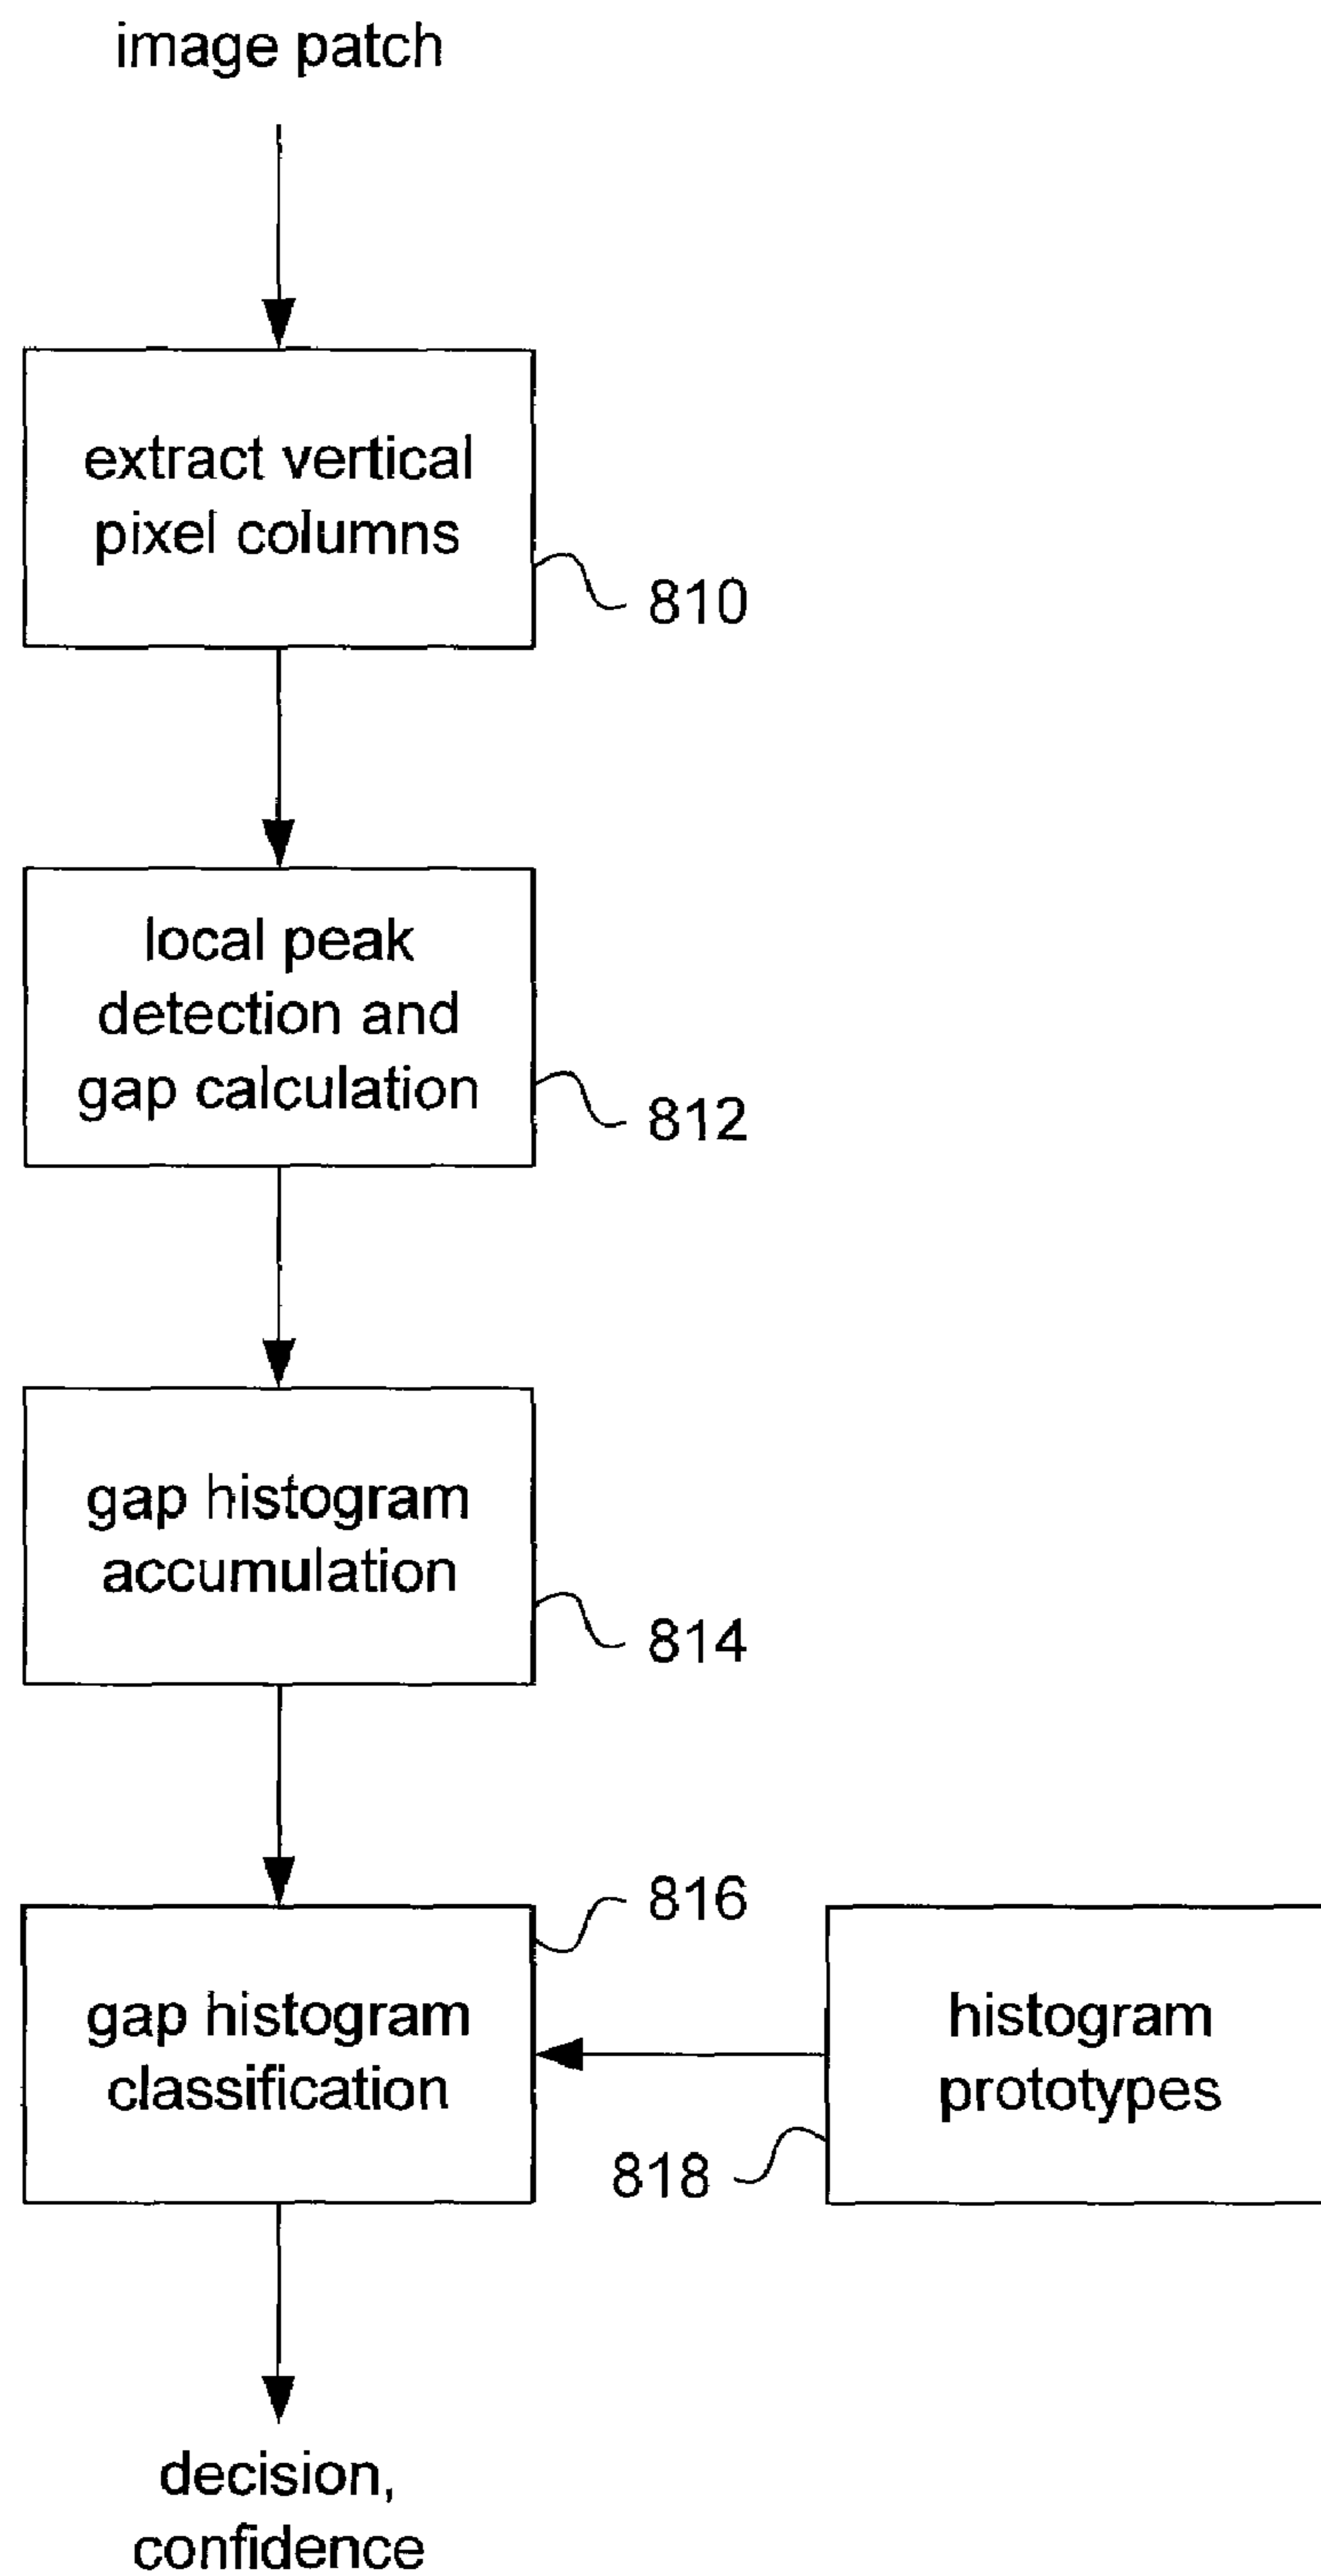 image patch
extract vertical
pixel columns
810
local peak
detection and
gap calculation
812
gap histogram
accumulation
814
816
gap histogram
classification
histogram
prototypes
818
decision,
confidence